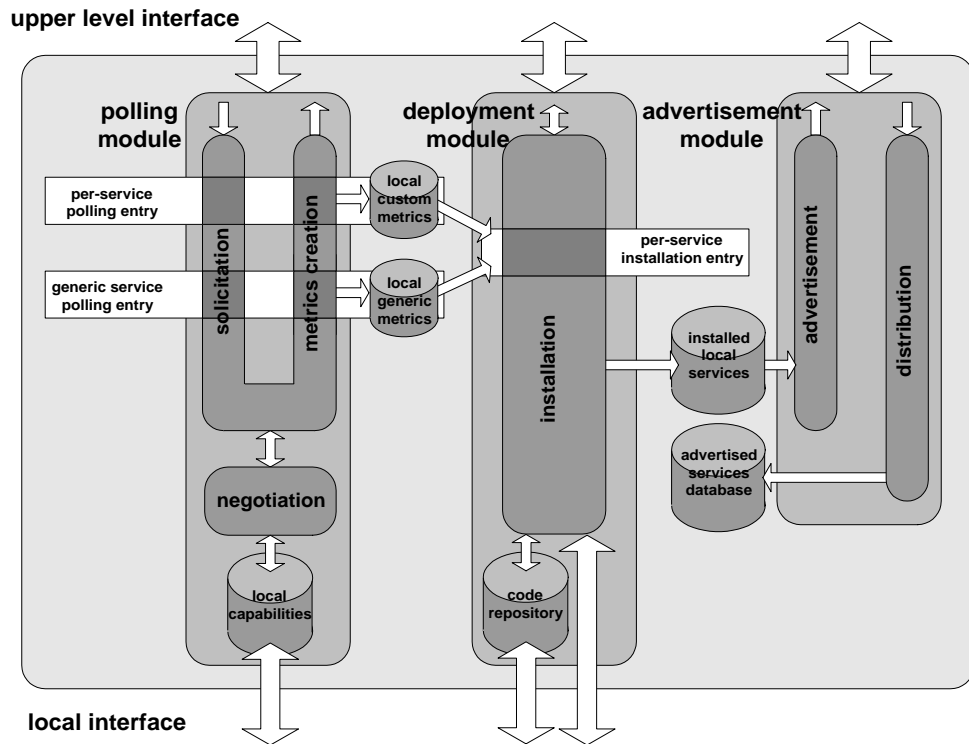 upper level interface
polling
module
deployment
module
advertisement
module
per-service
polling entry
local
custom
metrics
solicitation
metrics creation
per-service
installation entry
generic service
polling entry
local
generic
metrics
installation
installed
local
services
advertisement
distribution
advertised
services
database
negotiation
local
capabilities
code
repository
local interface